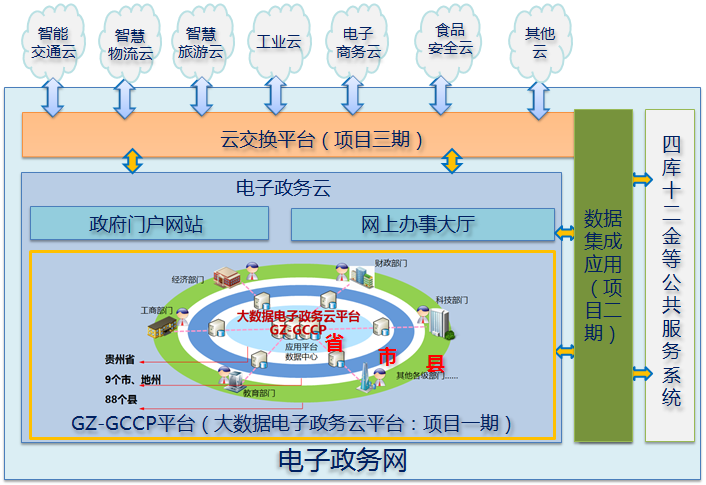 智能
交通云
智慧
物流云
智慧
旅游云
工业云
电子
商务云
食品
安全云
其他
云
云交换平台（项目三期）
电子政务云
政府门户网站
网上办事大厅
数据
集成
应用
（项
目二
期）
四库十二金等公共服务系统
财政部门
经济部门
科技部门
工商部门
大数据电子政务云平台
GZ-GCCP
应用平台
数据中心
省
市
县
贵州省
9个市、地州
88个县
教育部门
其他各级部门......
GZ-GCCP平台（大数据电子政务云平台：项目一期）
电子政务网